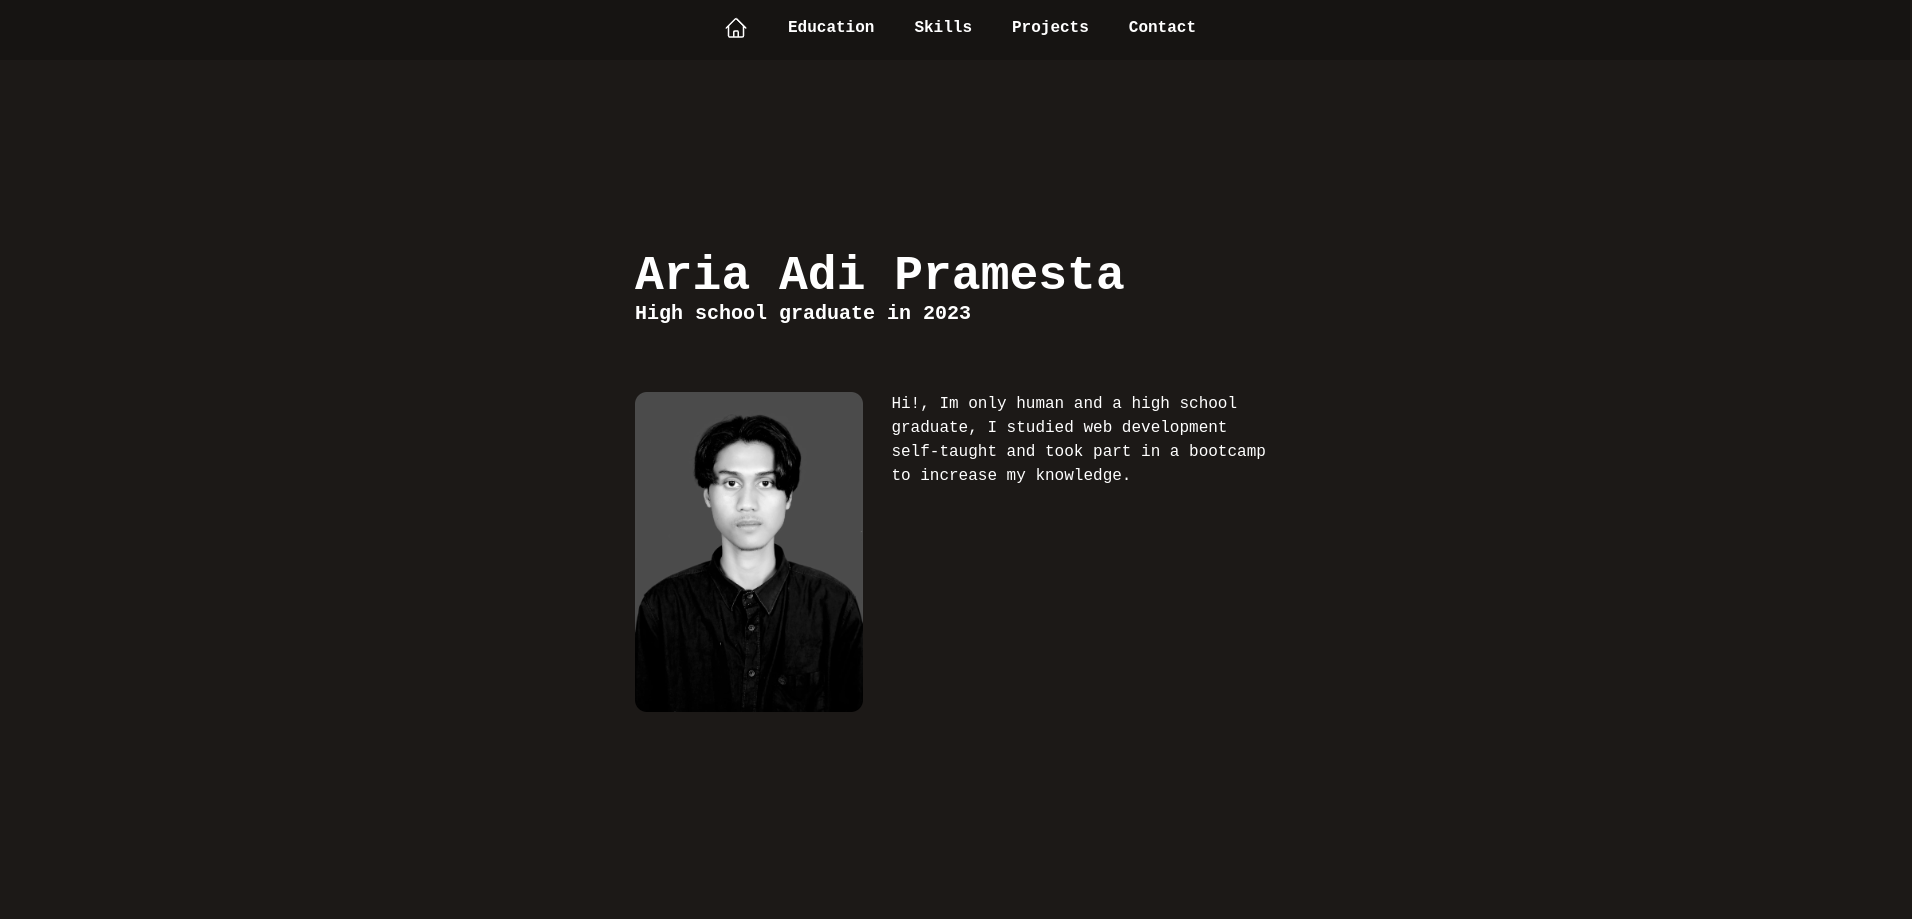 Education Skills Projects Contact
Aria Adi Pramesta
High school graduate in 2023
Hi!, Im only human and a high school
graduate, I studied web development
self-taught and took part in a bootcamp
to increase my knowledge.